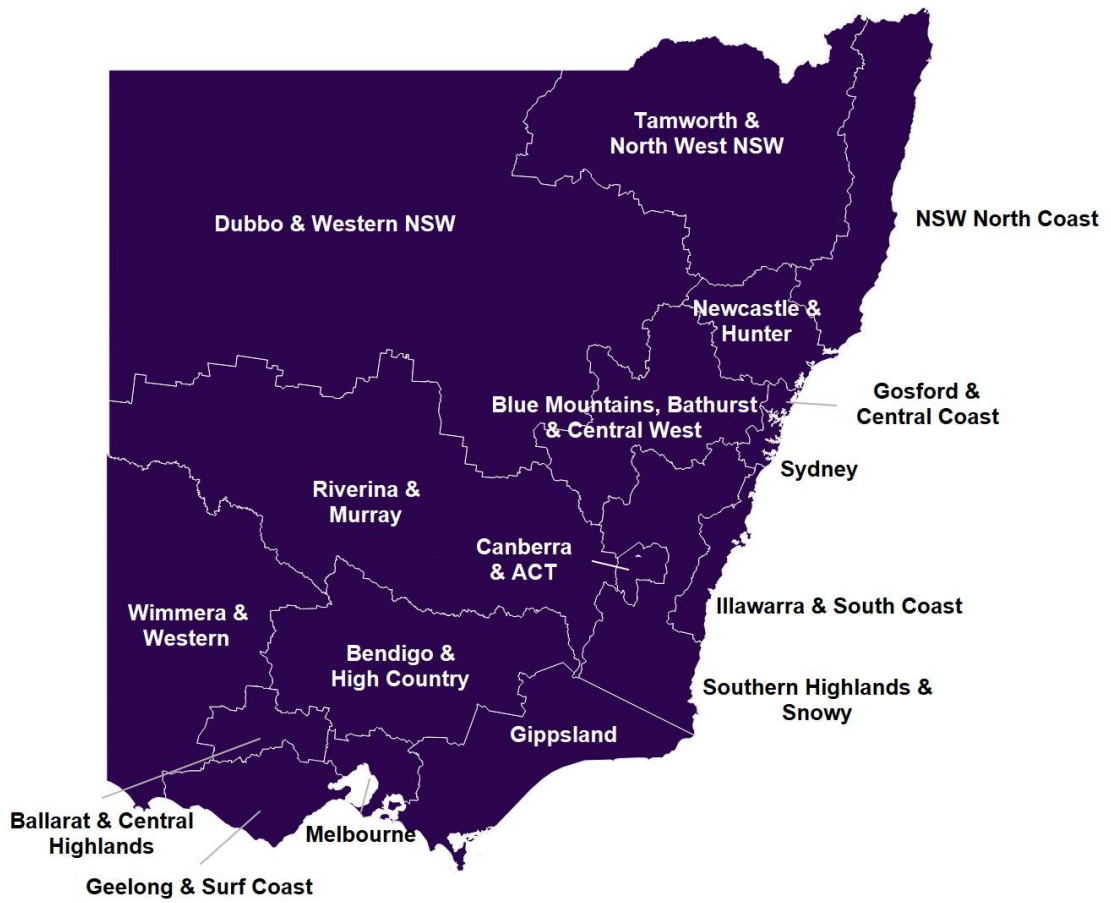 Tamworth &
North West NSW
Dubbo & Western NSW
NSW North Coast
Newcastle &
Hunter
Gosford &
Central Coast
Blue Mountains, Bathurst
& Central West
Sydney
Riverina &
Murray
Canberra
& ACT
Illawarra & South Coast
Wimmera &
Western
Bendigo &
High Country
Southern Highlands &
Snowy
Gippsland
Ballarat & Central
Highlands
Melbourne
Geelong & Surf Coast